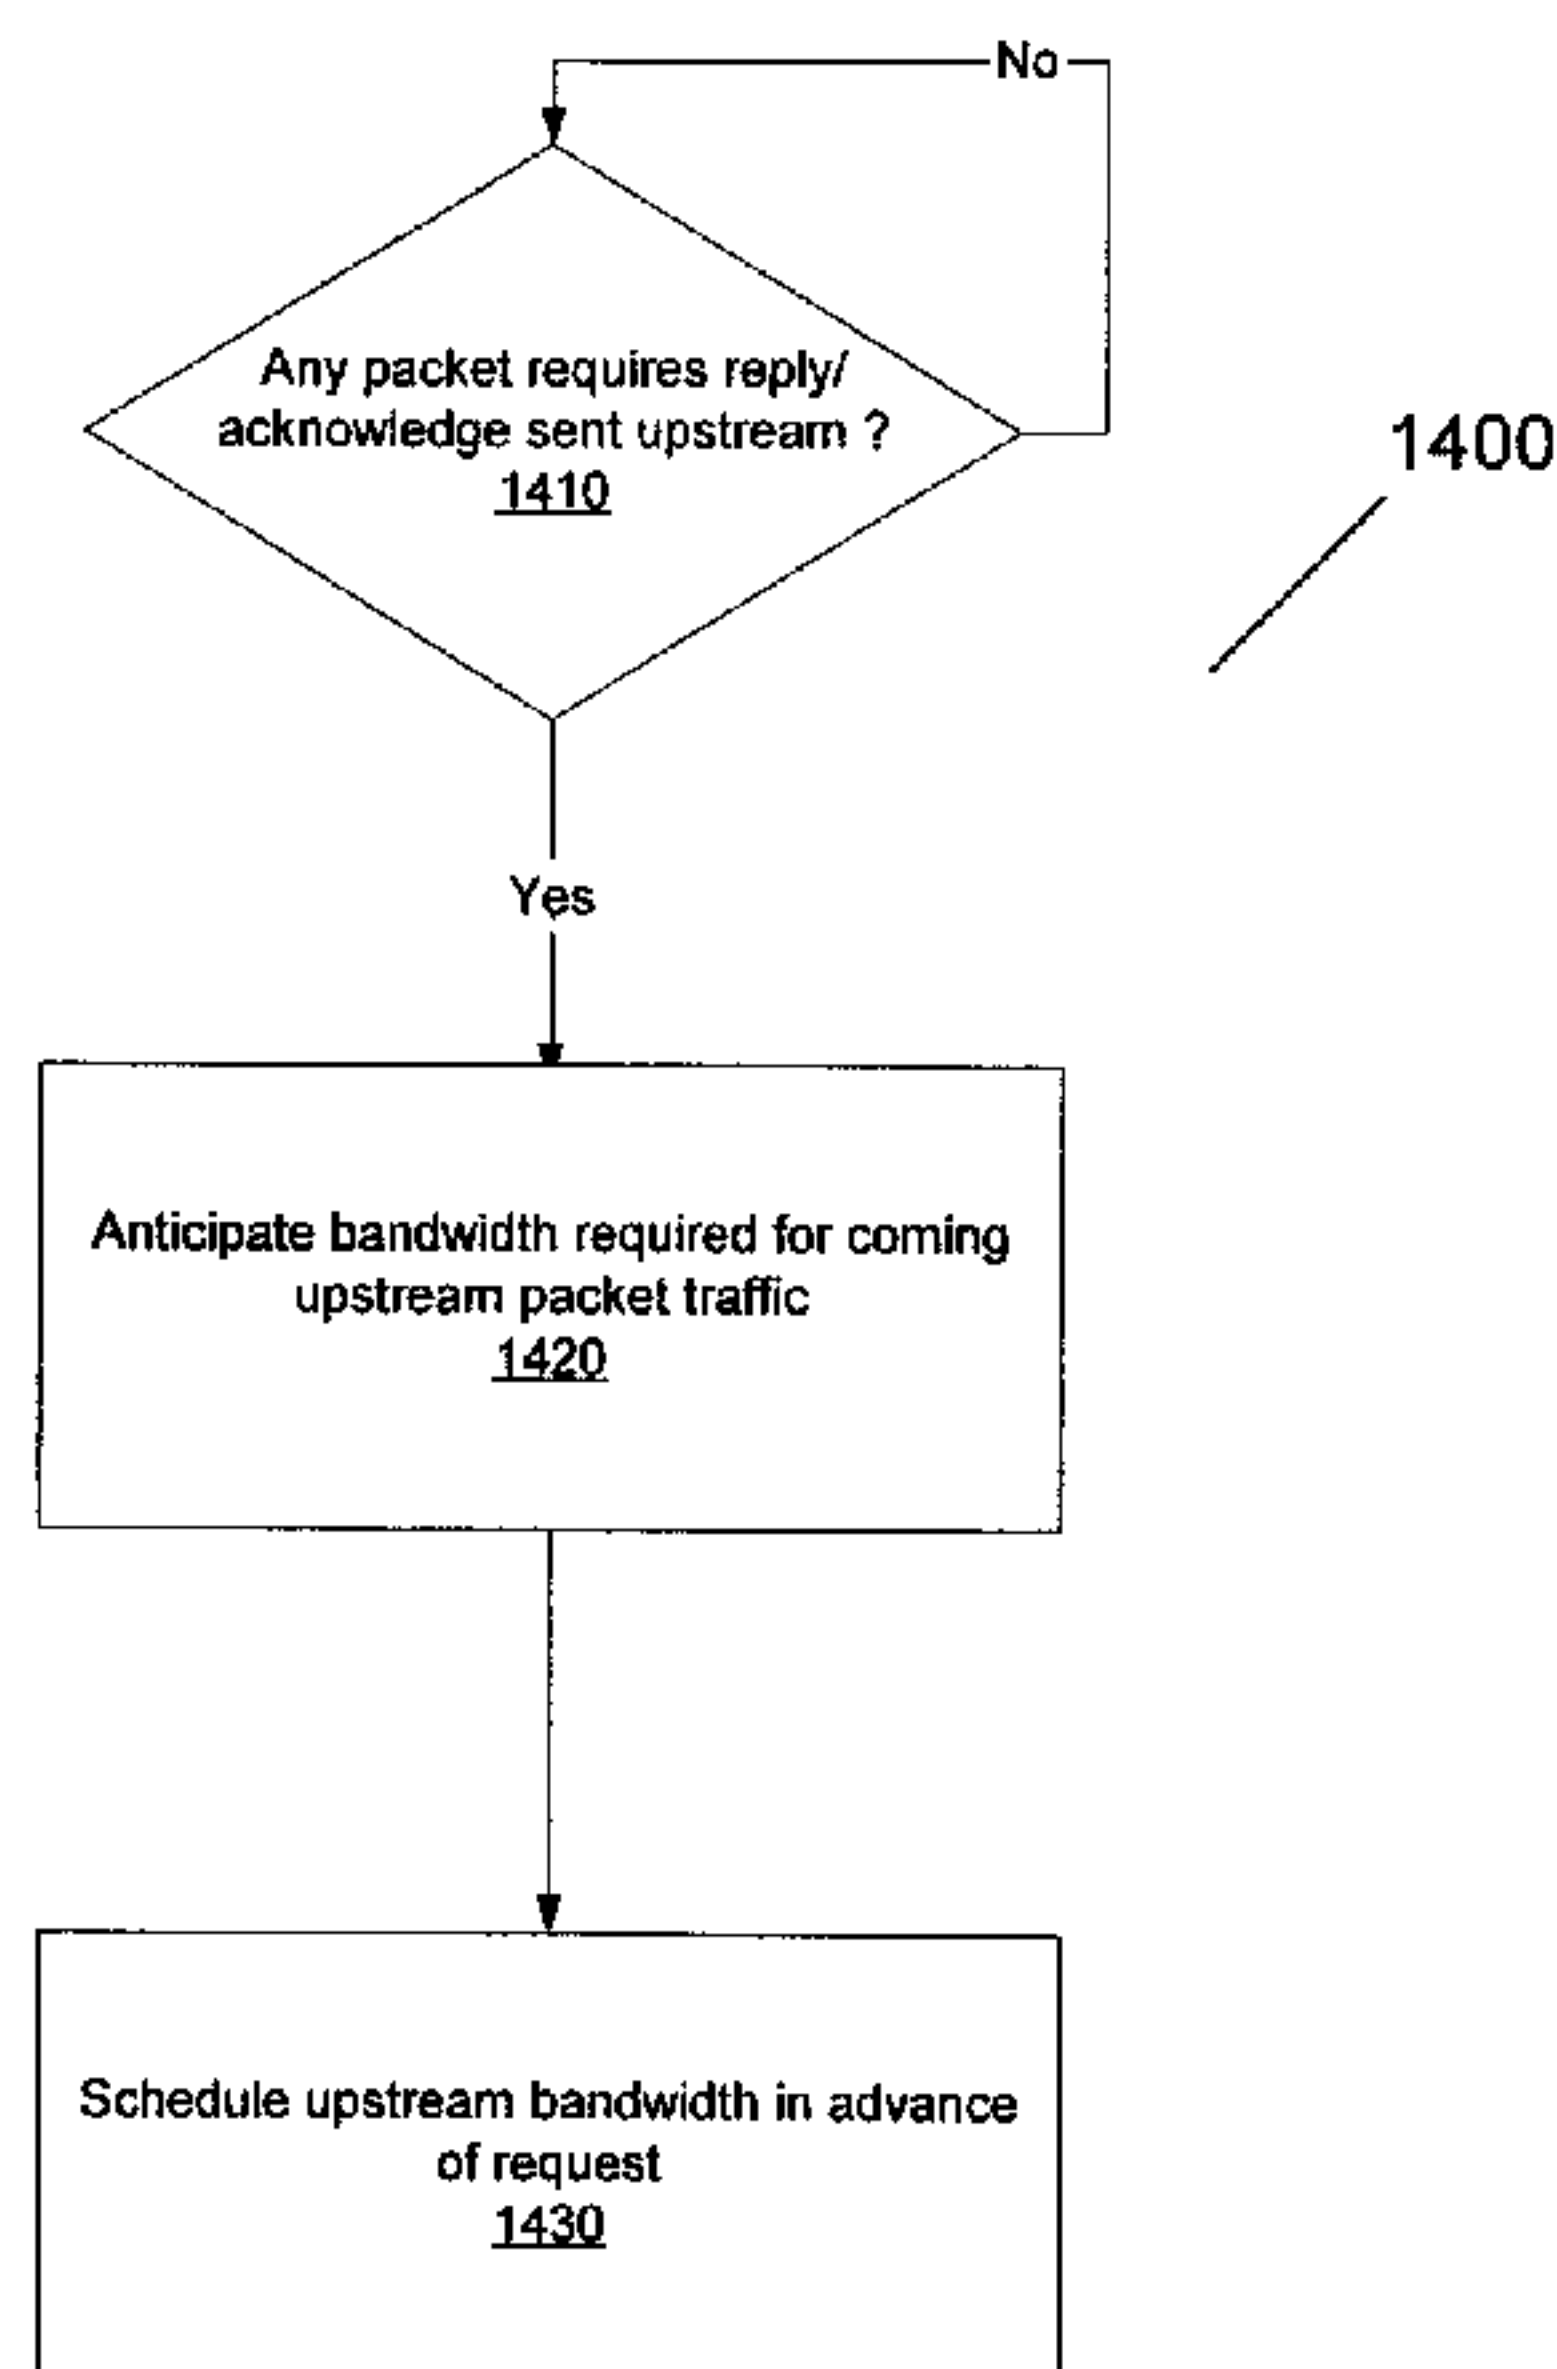 No
Any packet requires reply/
acknowledge sent upstream ?
1410
1400
Yes
Anticipate bandwidth required for coming
upstream packet traffic
1420
Schedule upstream bandwidth in advance
of request
1430